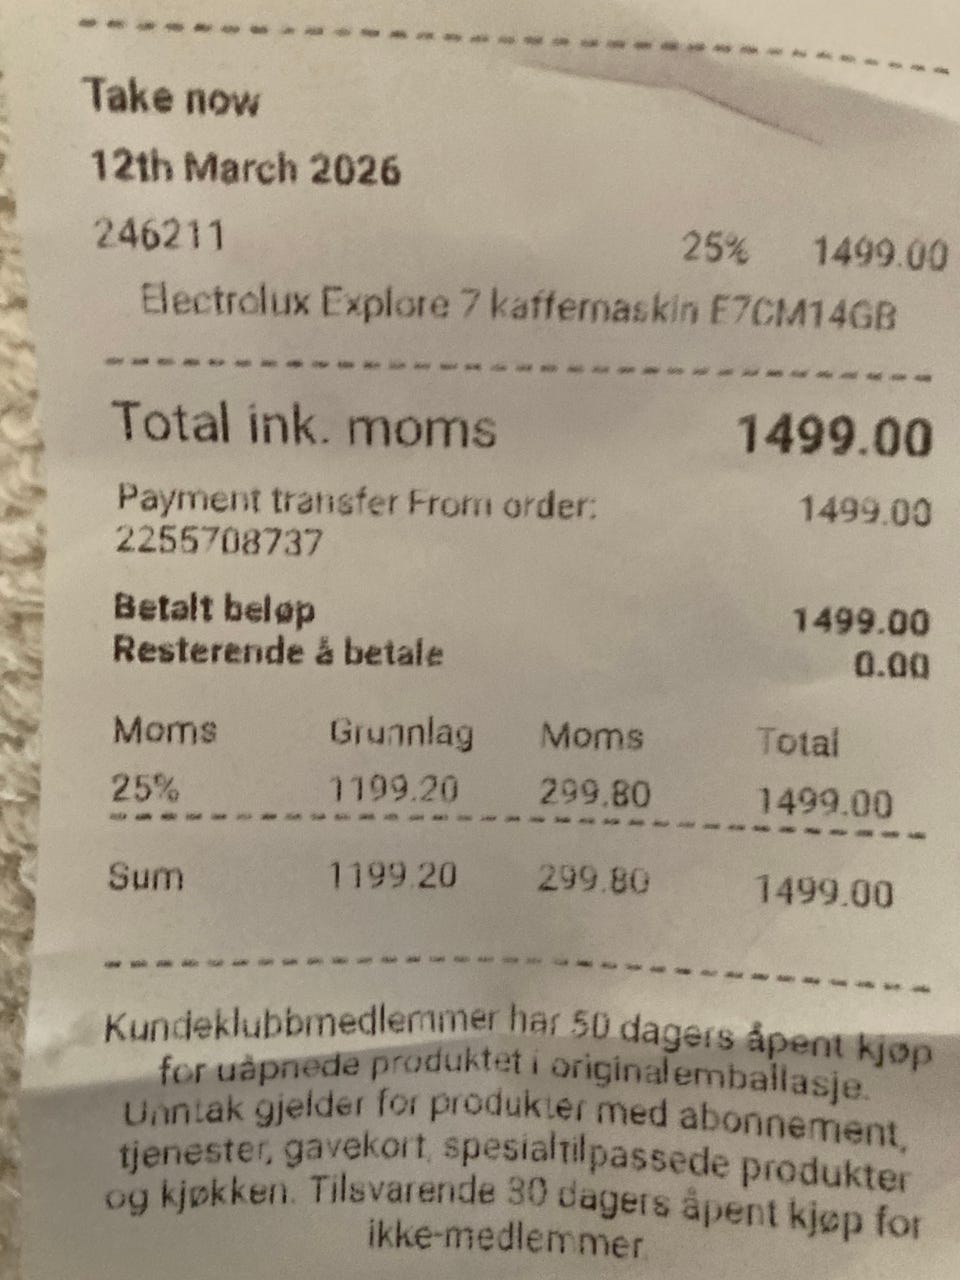 Take now
12th March 2026
246211 25% 1499.00
Electrolux Explore 7 kaffemaskin E7CM14GB
Total ink. moms 1499.00
Payment transfer From order: 1499.00
2255708737
Betalt beløp 1499.00
Resterende å betale 0.00
Moms Grunnlag Moms Total
25% 1199.20 299.80 1499.00
Sum 1199.20 299.80 1499.00
Kundeklubbmedlemmer har 50 dagers åpent kjøp
for uåpnede produktet i originalemballasje.
Unntak gjelder for produkter med abonnement,
tjenester, gavekort, spesialtilpassede produkter
og kjøkken. Tilsvarende 30 dagers åpent kjøp for
ikke-medlemmer.